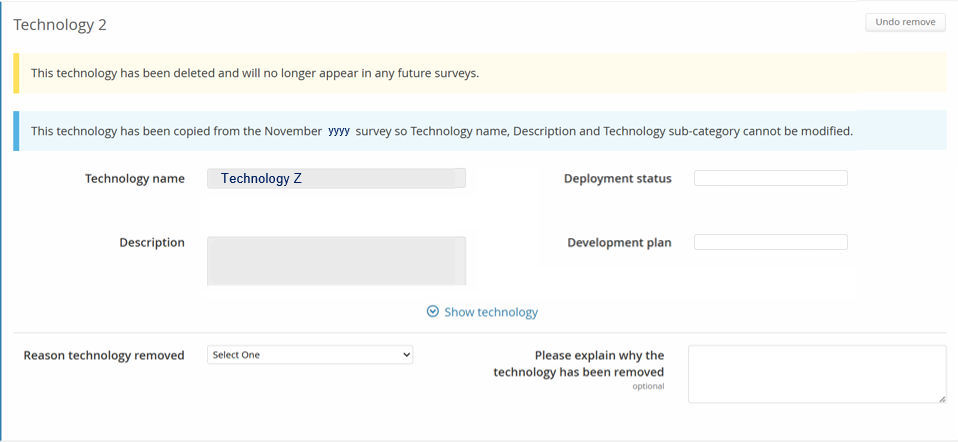 Technology 2
Undo remove
This technology has been deleted and will no longer appear in any future surveys.
This technology has been copied from the November yyyy survey so Technology name, Description and Technology sub-category cannot be modified.
Technology name
Technology Z
Deployment status
Description
Development plan
Show technology
Reason technology removed
Select One
Please explain why the
technology has been removed
optional